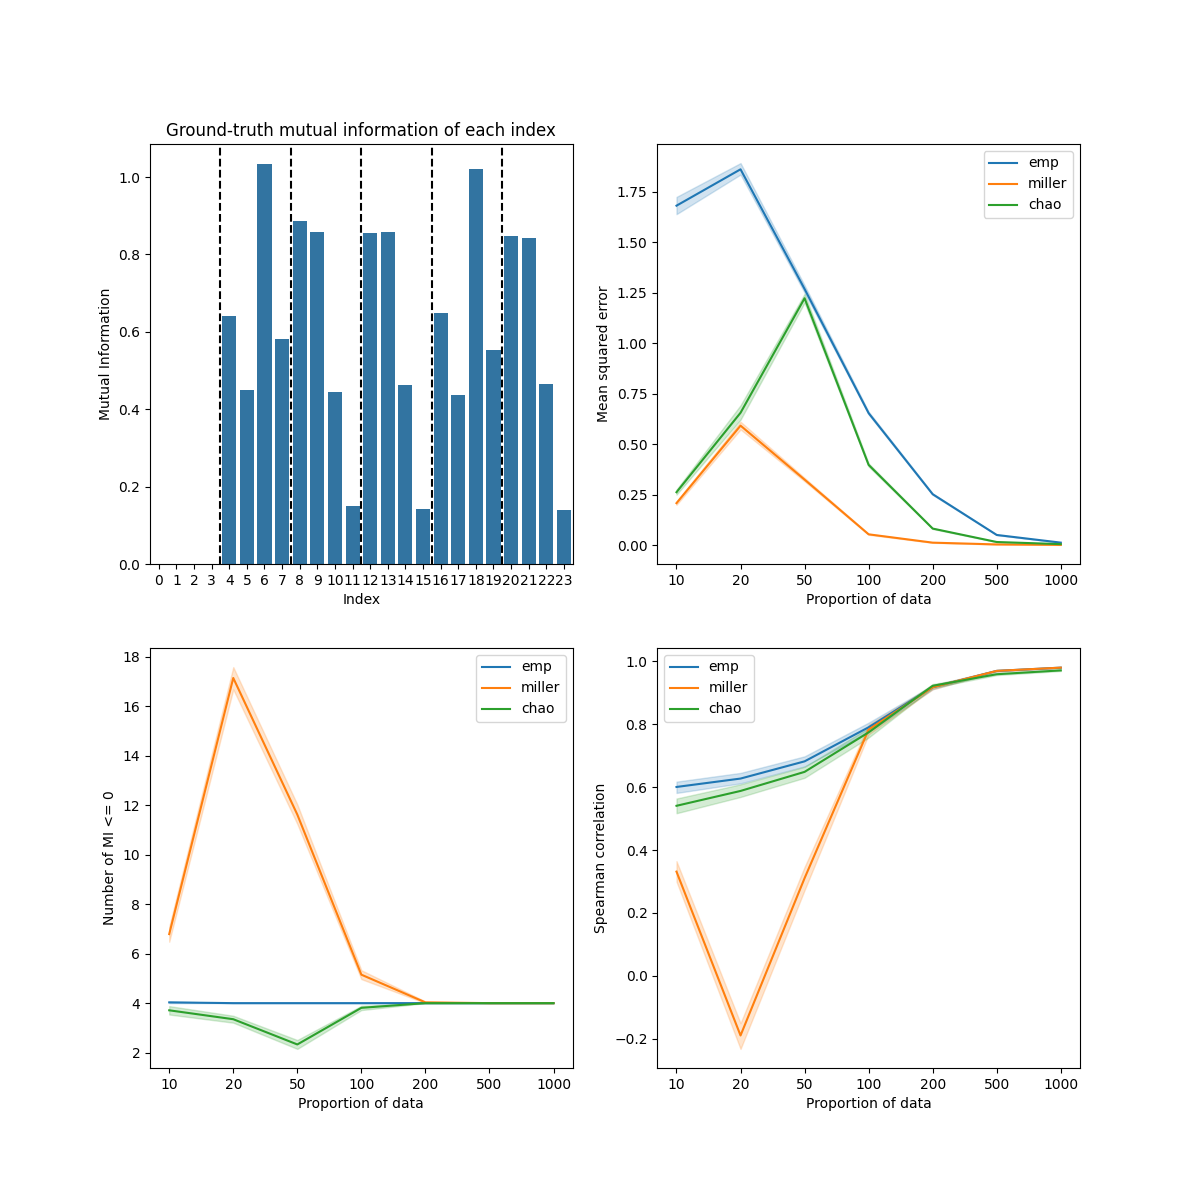 Ground-truth mutual information of each index
Mutual Information
1.0
0.8
0.6
0.4
0.2
0.0
0 1 2 3 4 5 6 7 8 9 10 11 12 13 14 15 16 17 18 19 20 21 22 23
Index
Mean squared error
1.75
1.50
1.25
1.00
0.75
0.50
0.25
0.00
emp
miller
chao
10 20 50 100 200 500 1000
Proportion of data
Number of MI <= 0
18
16
14
12
10
8
6
4
2
emp
miller
chao
10 20 50 100 200 500 1000
Proportion of data
Spearman correlation
1.0
0.8
0.6
0.4
0.2
0.0
−0.2
emp
miller
chao
10 20 50 100 200 500 1000
Proportion of data